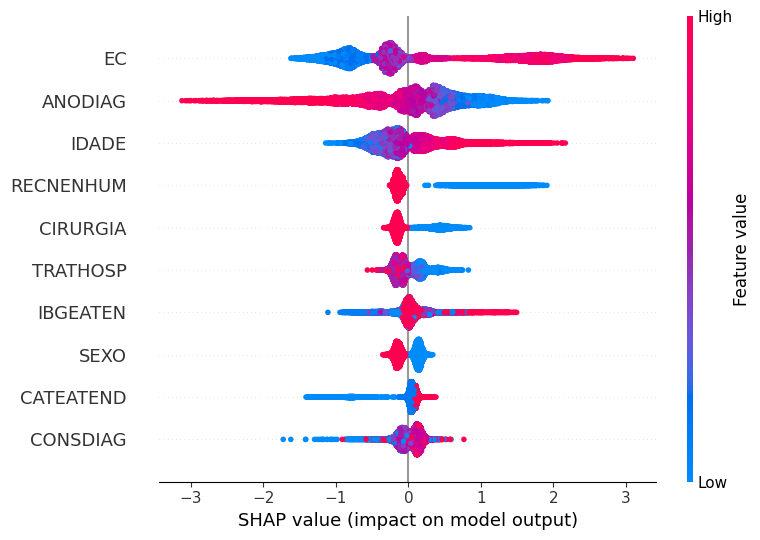 High
EC
ANODIAG
IDADE
RECNENHUM
CIRURGIA
TRATHOSP
IBGEATEN
SEXO
CATEATEND
CONSDIAG
Feature value
Low
−3 −2 −1 0 1 2 3
SHAP value (impact on model output)